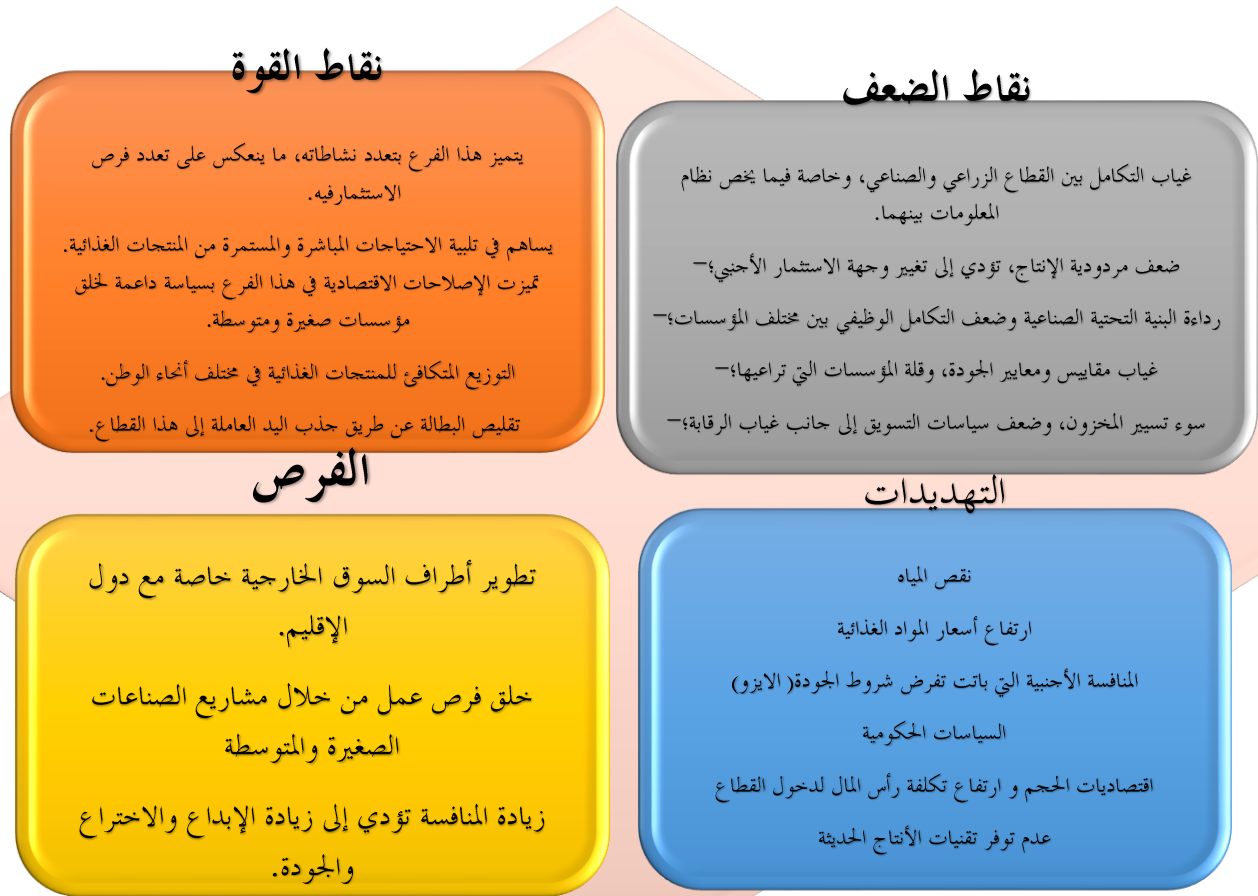 نقاط القوة
يتميز هذا الفرع بتعدد نشاطاته، ما ينعكس على تعدد فرص
الاستثمارفيه.
يساهم في تلبية الاحتياجات المباشرة والمستمرة من المنتجات الغذائية.
تميزت الإصلاحات الاقتصادية في هذا الفرع بسياسة داعمة لخلق
مؤسسات صغيرة ومتوسطة.
التوزيع المتكافئ للمنتجات الغذائية في مختلف أنحاء الوطن.
تقليص البطالة عن طريق جذب اليد العاملة إلى هذا القطاع.
نقاط الضعف
غياب التكامل بين القطاع الزراعي والصناعي، وخاصة فيما يخص نظام
المعلومات بينهما.
ضعف مردودية الإنتاج، تؤدي إلى تغيير وجهة الاستثمار الأجنبي؛–
رداءة البنية التحتية الصناعية وضعف التكامل الوظيفي بين مختلف المؤسسات؛–
غياب مقاييس ومعايير الجودة، وقلة المؤسسات التي تراعيها؛–
سوء تسيير المخزون، وضعف سياسات التسويق إلى جانب غياب الرقابة؛–
الفرص
تطوير أطراف السوق الخارجية خاصة مع دول
الإقليم.
خلق فرص عمل من خلال مشاريع الصناعات
الصغيرة والمتوسطة
زيادة المنافسة تؤدي إلى زيادة الإبداع والاختراع
والجودة.
التهديدات
نقص المياه
ارتفاع أسعار المواد الغذائية
المنافسة الأجنبية التي باتت تفرض شروط الجودة( الايزو)
السياسات الحكومية
اقتصاديات الحجم و ارتفاع تكلفة رأس المال لدخول القطاع
عدم توفر تقنيات الأنتاج الحديثة